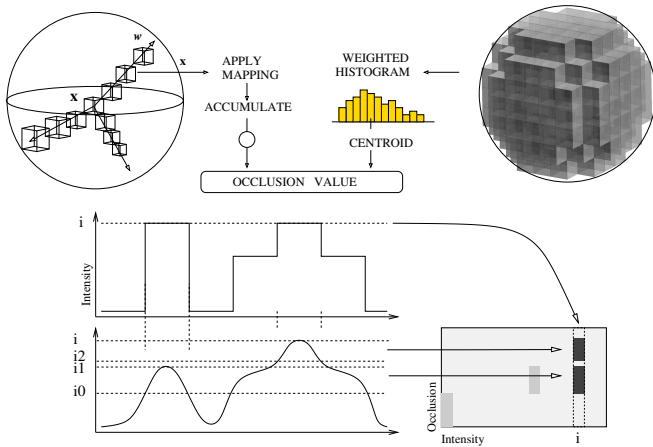 w
x
x
APPLY
MAPPING
ACCUMULATE
WEIGHTED
HISTOGRAM
CENTROID
OCCLUSION VALUE
i
Intensity
i
i2
i1
i0
Occlusion
Intensity
i